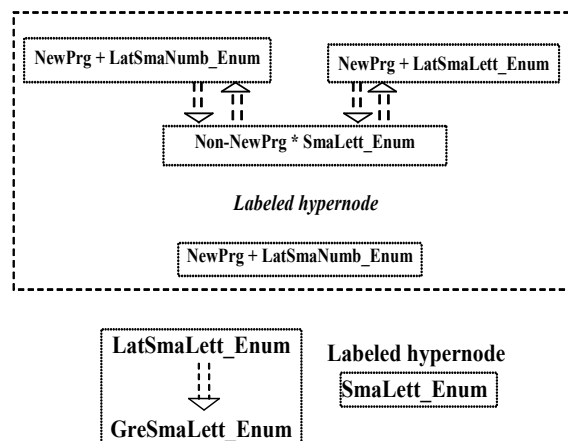 NewPrg + LatSmaNumb_Enum
NewPrg + LatSmaLett_Enum
Non-NewPrg * SmaLett_Enum
Labeled hypernode
NewPrg + LatSmaNumb_Enum
LatSmaLett_Enum
GreSmaLett_Enum
Labeled hypernode
SmaLett_Enum